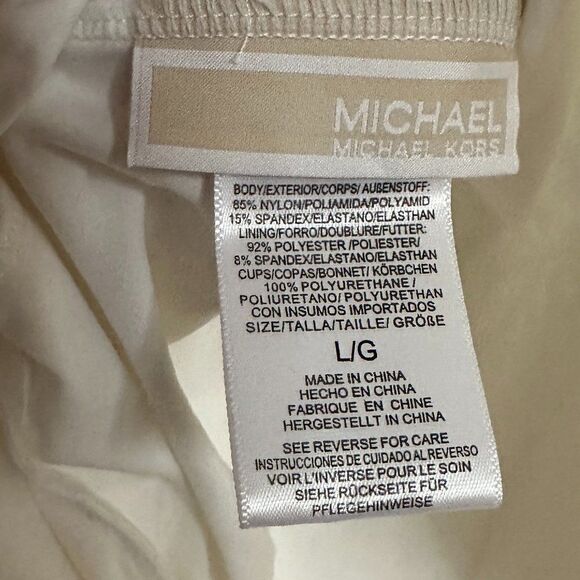 MICHAEL
MICHAEL KORS
BODY/EXTERIOR/CORPS/ AUßENSTOFF:
85% NYLON/POLIAMIDA/POLYAMID
15% SPANDEX/ELASTANO/ELASTHAN
LINING/FORRO/DOUBLURE/FUTTER:
92% POLYESTER /POLIESTER/
8% SPANDEX/ELASTANO/ELASTHAN
CUPS/COPAS/BONNET/ KÖRBCHEN
100% POLYURETHANE /
POLIURETANO/ POLYURETHAN
CON INSUMOS IMPORTADOS
SIZE/TALLA/TAILLE/ GRÖßE
L/G
MADE IN CHINA
HECHO EN CHINA
FABRIQUE EN CHINE
HERGESTELLT IN CHINA
SEE REVERSE FOR CARE
INSTRUCCIONES DE CUIDADO AL REVERSO
VOIR L'INVERSE POUR LE SOIN
SIEHE RÜCKSEITE FÜR
PFLEGEHINWEISE